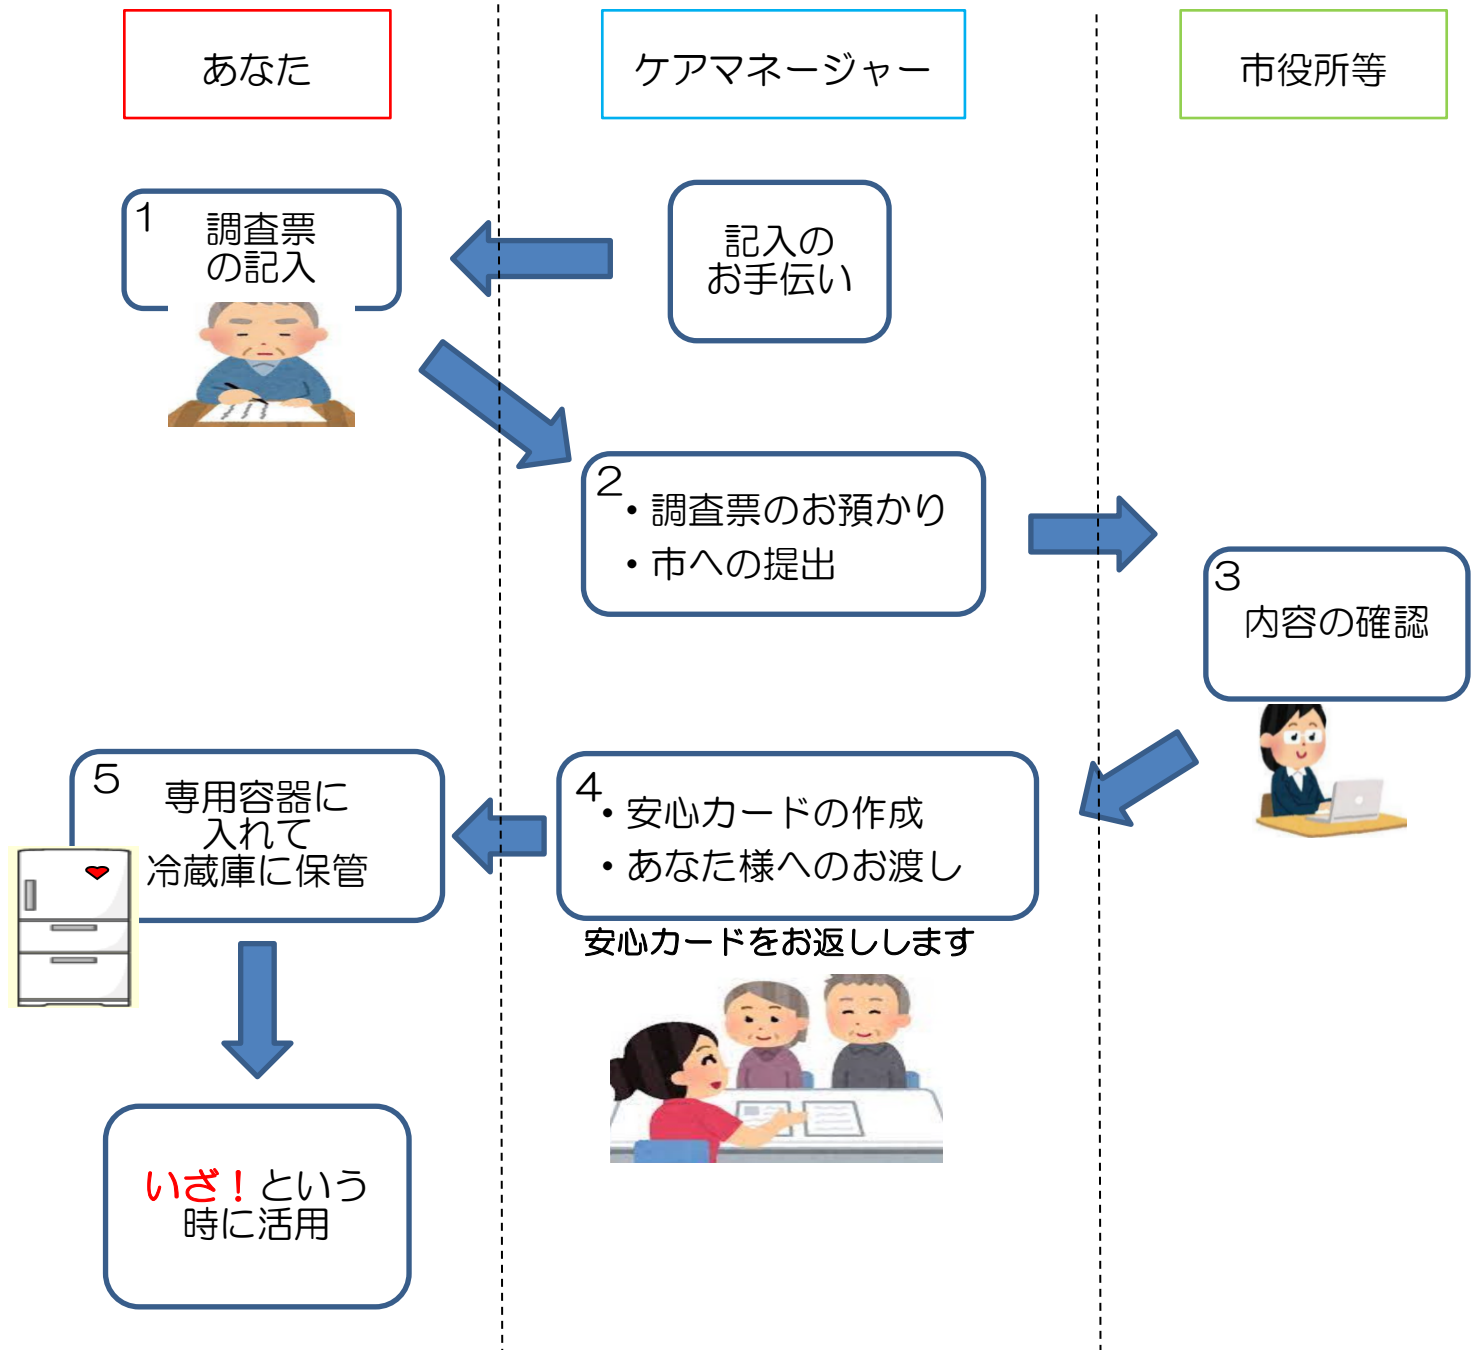 あなた
ケアマネージャー
市役所等
1
調査票
の記入
記入の
お手伝い
2
・調査票のお預かり
・市への提出
3
内容の確認
4
・安心カードの作成
・あなた様へのお渡し
安心カードをお返しします
5
専用容器に
入れて
冷蔵庫に保管
いざ！という
時に活用